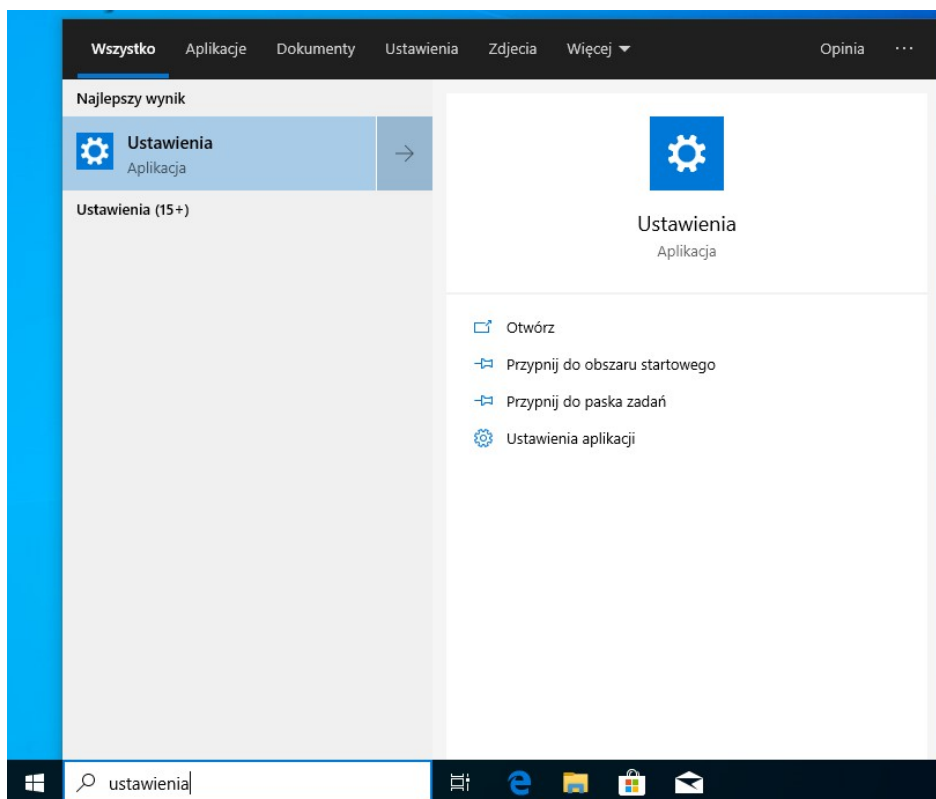 Wszystko Aplikacje Dokumenty Ustawienia Zdjecia Więcej Opinia ...
Najlepszy wynik
Ustawienia
Aplikacja
Ustawienia (15+)
Ustawienia
Aplikacja
Otwórz
Przypnij do obszaru startowego
Przypnij do paska zadań
Ustawienia aplikacji
ustawienia